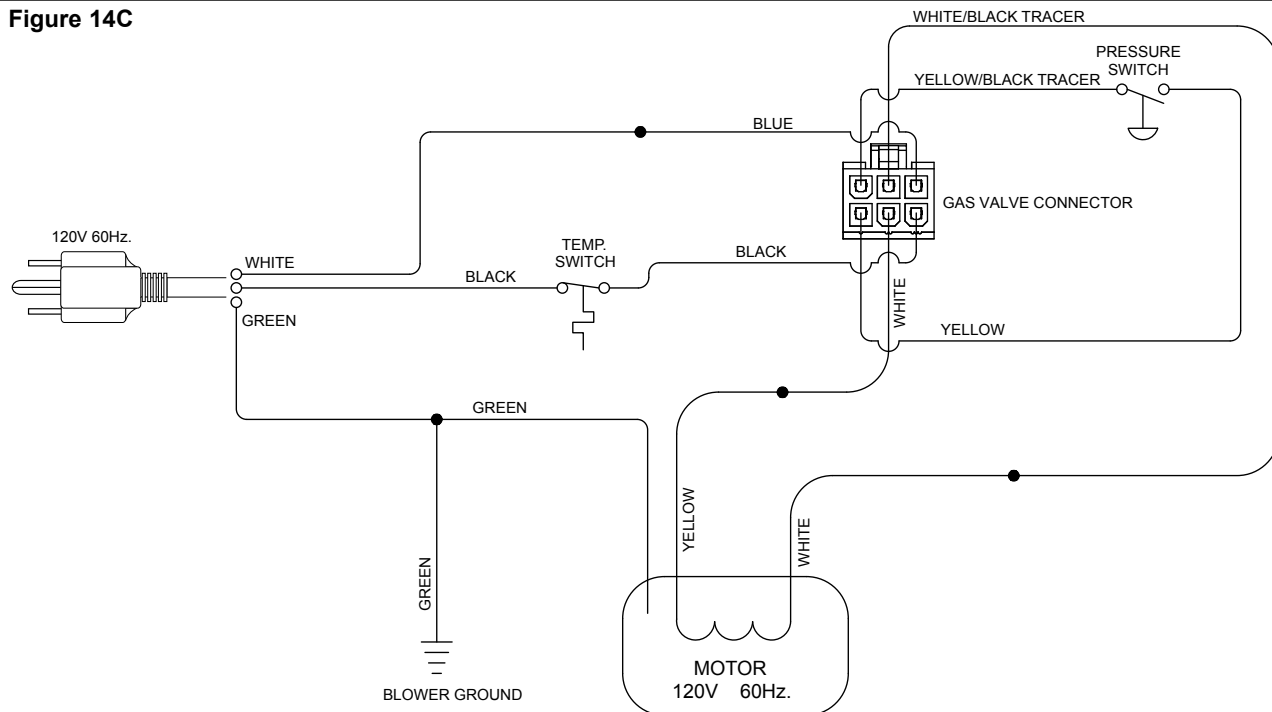 Figure 14C
WHITE/BLACK TRACER
PRESSURE
SWITCH
YELLOW/BLACK TRACER
BLUE
GAS VALVE CONNECTOR
120V 60Hz.
WHITE
TEMP.
SWITCH
BLACK
BLACK
GREEN
WHITE
YELLOW
GREEN
YELLOW
WHITE
GREEN
MOTOR
120V 60Hz.
BLOWER GROUND